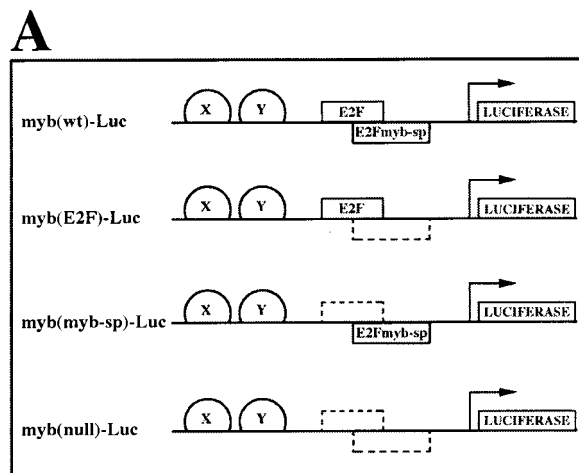 A
myb(wt)-Luc X Y E2F LUCIFERASE
E2Fmyb-sp
myb(E2F)-Luc X Y E2F LUCIFERASE
myb(myb-sp)-Luc X Y LUCIFERASE
E2Fmyb-sp
myb(null)-Luc X Y LUCIFERASE